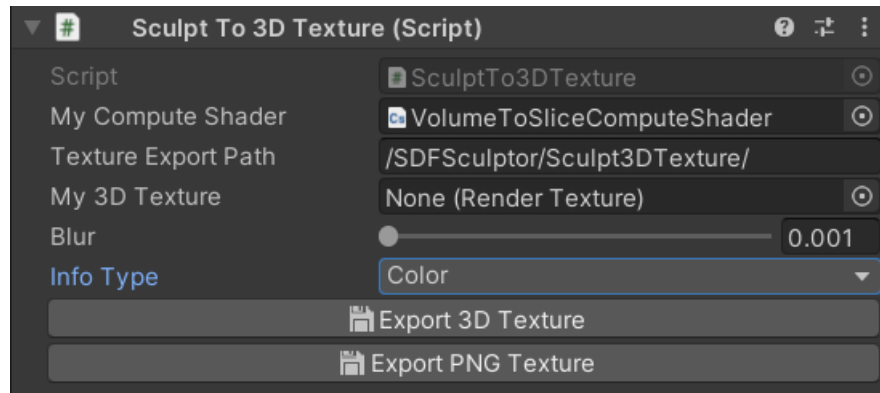 Sculpt To 3D Texture (Script)
Script SculptTo3DTexture
My Compute Shader VolumeToSliceComputeShader
Texture Export Path /SDFSculptor/Sculpt3DTexture/
My 3D Texture None (Render Texture)
Blur 0.001
Info Type Color
Export 3D Texture
Export PNG Texture